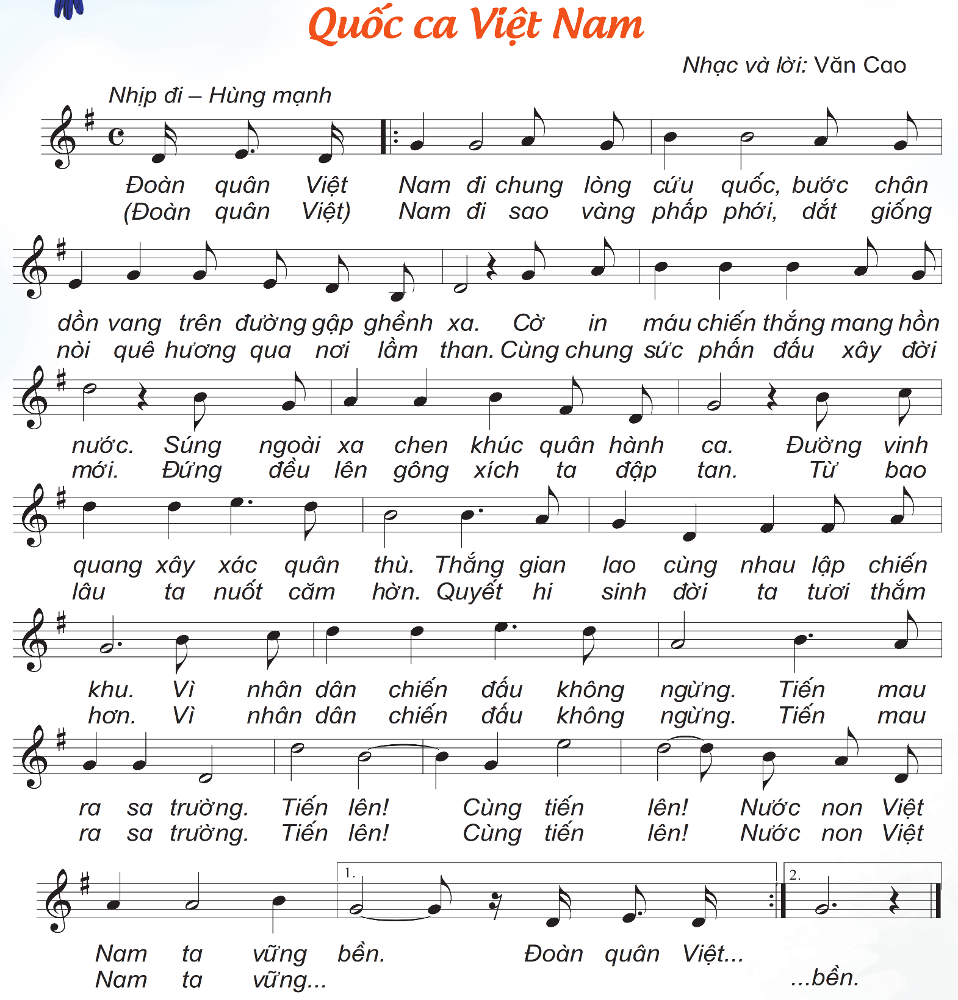 Quốc ca Việt Nam
Nhạc và lời: Văn Cao
Nhịp đi – Hùng mạnh
Đoàn quân Việt Nam đi chung lòng cứu quốc, bước chân
(Đoàn quân Việt) Nam đi sao vàng phấp phới, dắt giống
dồn vang trên đường gập ghềnh xa. Cờ in máu chiến thắng mang hồn
nòi quê hương qua nơi lầm than. Cùng chung sức phấn đấu xây đời
nước. Súng ngoài xa chen khúc quân hành ca. Đường vinh
mới. Đứng đều lên gông xích ta đập tan. Từ bao
quang xây xác quân thù. Thắng gian lao cùng nhau lập chiến
lâu ta nuốt căm hờn. Quyết hi sinh đời ta tươi thắm
khu. Vì nhân dân chiến đấu không ngừng. Tiến mau
hơn. Vì nhân dân chiến đấu không ngừng. Tiến mau
ra sa trường. Tiến lên! Cùng tiến lên! Nước non Việt
ra sa trường. Tiến lên! Cùng tiến lên! Nước non Việt
1. 2.
Nam ta vững bền. Đoàn quân Việt...
Nam ta vững... ...bền.